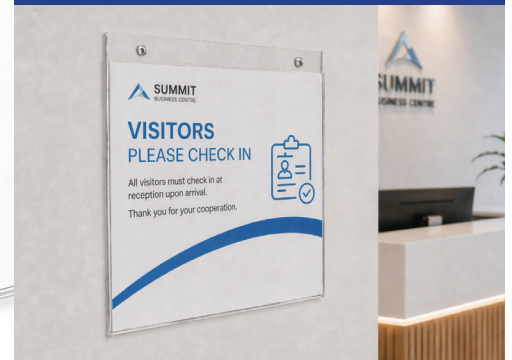 SUMMIT
BUSINESS CENTRE
VISITORS
PLEASE CHECK IN
All visitors must check in at
reception upon arrival.
Thank you for your cooperation.
SUMMIT
BUSINESS CENTRE